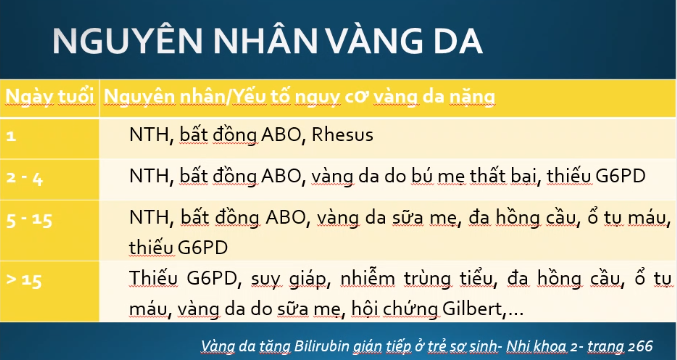 NGUYÊN NHÂN VÀNG DA
Ngày tuổi Nguyên nhân/Yếu tố nguy cơ vàng da nặng
1 NTH, bất đồng ABO, Rhesus
2 - 4 NTH, bất đồng ABO, vàng da do bú mẹ thất bại, thiếu G6PD
5 - 15 NTH, bất đồng ABO, vàng da sữa mẹ, đa hồng cầu, ổ tụ máu,
thiếu G6PD
> 15 Thiếu G6PD, suy giáp, nhiễm trùng tiểu, đa hồng cầu, ổ tụ
máu, vàng da do sữa mẹ, hội chứng Gilbert,...
Vàng da tăng Bilirubin gián tiếp ở trẻ sơ sinh- Nhi khoa 2- trang 266